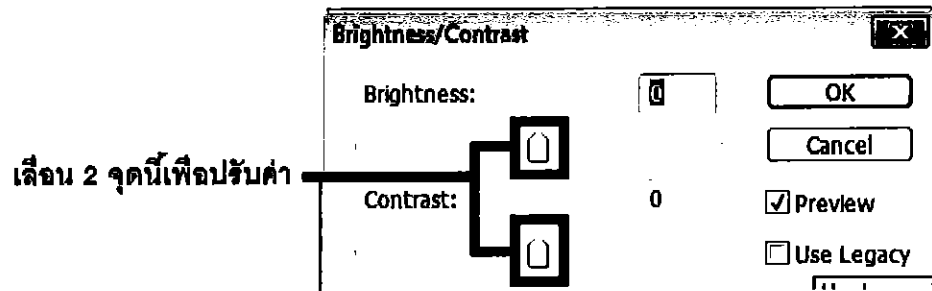 Brightness/Contrast
Brightness: 0 OK
Cancel
เลื่อน 2 จุดนี้เพื่อปรับค่า
Contrast: 0 Preview
Use Legacy